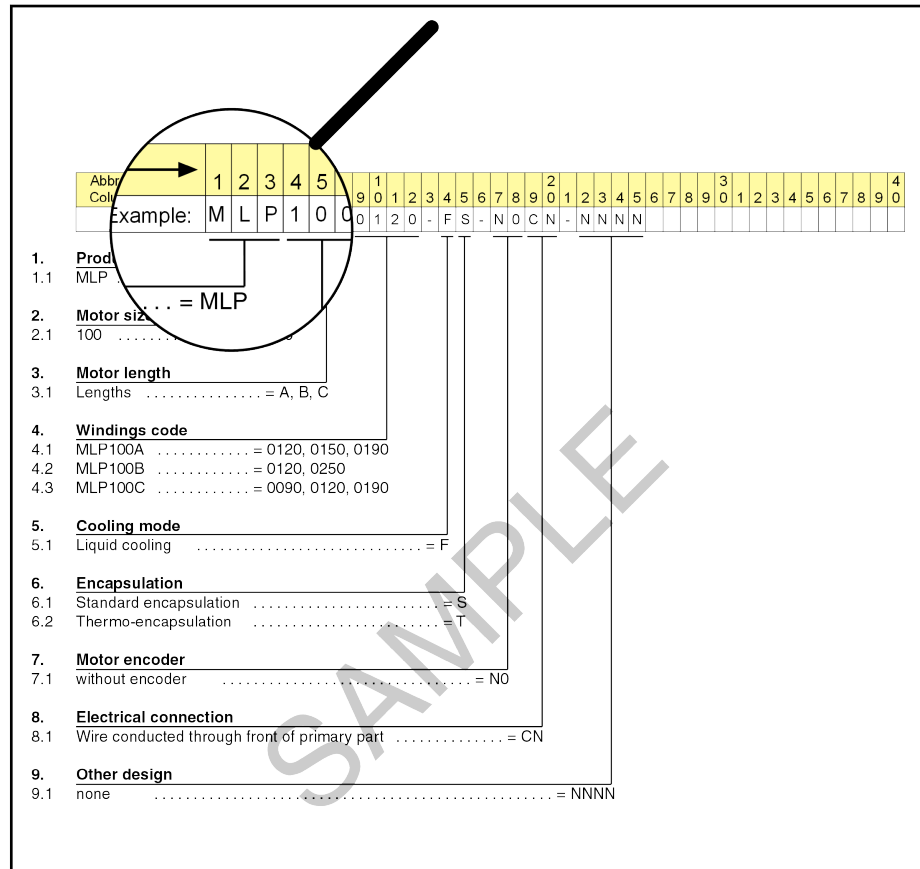 Abbr
Colu
1 2 3 4 5
9 0 1 2 3 4 5 6 7 8 9 0 1 2 3 4 5 6 7 8 9 0 1 2 3 4 5 6 7 8 9 0
1 2 3 4
Example: M L P 1 0 0
0 1 2 0 - F S - N 0 C N - N N N N
1. Prod
1.1 MLP .
. . . = MLP
2. Motor siz
2.1 100 . . . . . . .
3. Motor length
3.1 Lengths . . . . . . . . . . . . . . . = A, B, C
4. Windings code
4.1 MLP100A . . . . . . . . . . . . = 0120, 0150, 0190
4.2 MLP100B . . . . . . . . . . . . = 0120, 0250
4.3 MLP100C . . . . . . . . . . . . = 0090, 0120, 0190
5. Cooling mode
5.1 Liquid cooling . . . . . . . . . . . . . . . . . . . . . . . . . . . . = F
6. Encapsulation
6.1 Standard encapsulation . . . . . . . . . . . . . . . . . . . . . . . = S
6.2 Thermo-encapsulation . . . . . . . . . . . . . . . . . . . . . . . = T
7. Motor encoder
7.1 without encoder . . . . . . . . . . . . . . . . . . . . . . . . . . . . . . . = N0
8. Electrical connection
8.1 Wire conducted through front of primary part . . . . . . . . . . . . . . = CN
9. Other design
9.1 none . . . . . . . . . . . . . . . . . . . . . . . . . . . . . . . . . . . . . . . . . . . . . . . . . = NNNN
SAMPLE